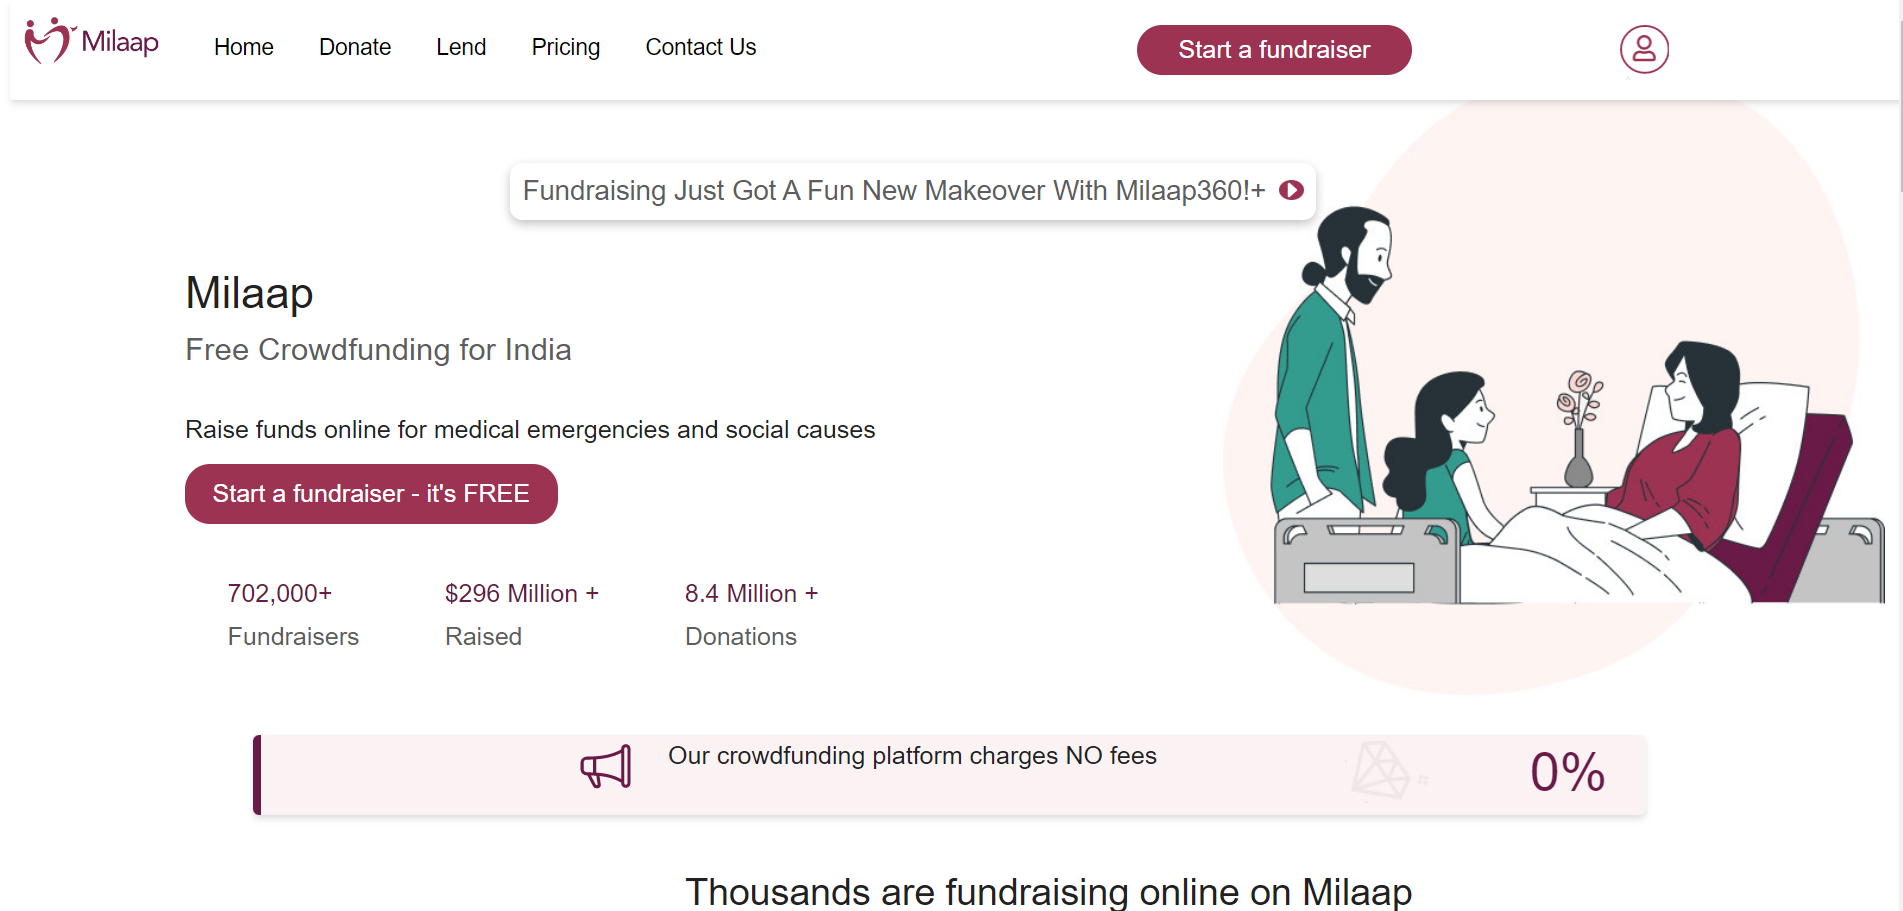 Milaap
Home
Donate
Lend
Pricing
Contact Us
Start a fundraiser
Fundraising Just Got A Fun New Makeover With Milaap360!+
Milaap
Free Crowdfunding for India
Raise funds online for medical emergencies and social causes
Start a fundraiser - it's FREE
702,000+
Fundraisers
$296 Million +
Raised
8.4 Million +
Donations
Our crowdfunding platform charges NO fees
0%
Thousands are fundraising online on Milaap